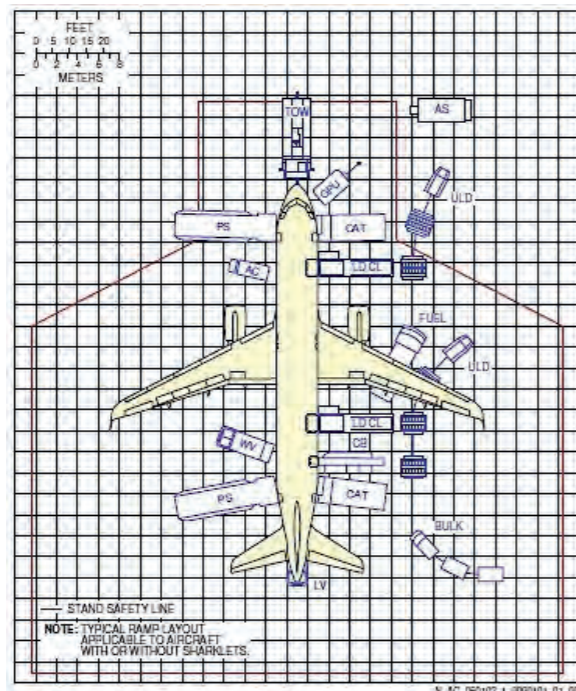 FEET
0 5 10 15 20
0 2 4 6 8
METERS
TOW
AS
GPU
ULD
PS
CAT
AC
LD CL
FUEL
ULD
LD CL
WV
CB
PS
CAT
BULK
LV
STAND SAFETY LINE
NOTE: TYPICAL RAMP LAYOUT
APPLICABLE TO AIRCRAFT
WITH OR WITHOUT SHARKLETS.